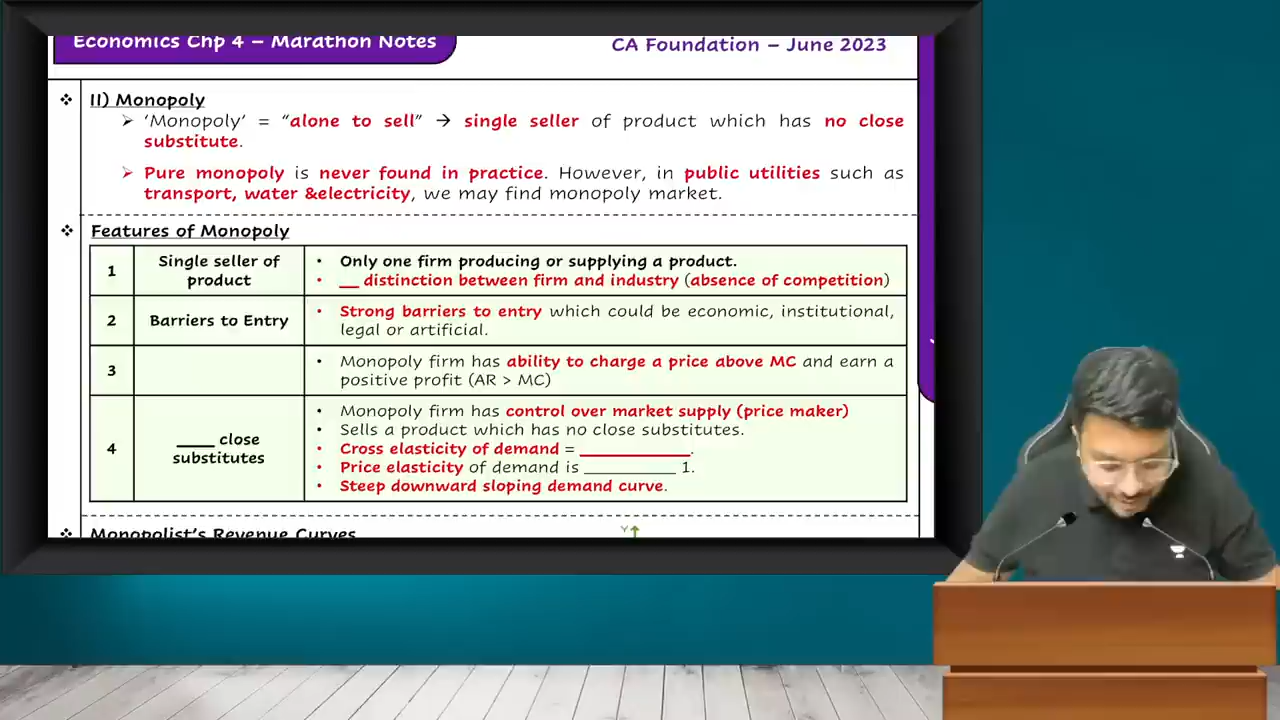 Economics Chp 4 – Marathon Notes
CA Foundation – June 2023
❖ II) Monopoly
➢ 'Monopoly' = "alone to sell" → single seller of product which has no close
substitute.
➢ Pure monopoly is never found in practice. However, in public utilities such as
transport, water &electricity, we may find monopoly market.
❖ Features of Monopoly
1
Single seller of
product
• Only one firm producing or supplying a product.
• __ distinction between firm and industry (absence of competition)
2
Barriers to Entry
• Strong barriers to entry which could be economic, institutional,
legal or artificial.
3
• Monopoly firm has ability to charge a price above MC and earn a
positive profit (AR > MC)
4
____ close
substitutes
• Monopoly firm has control over market supply (price maker)
• Sells a product which has no close substitutes.
• Cross elasticity of demand = ___________.
• Price elasticity of demand is __________ 1.
• Steep downward sloping demand curve.
❖ Monopolist's Revenue Curves
Y